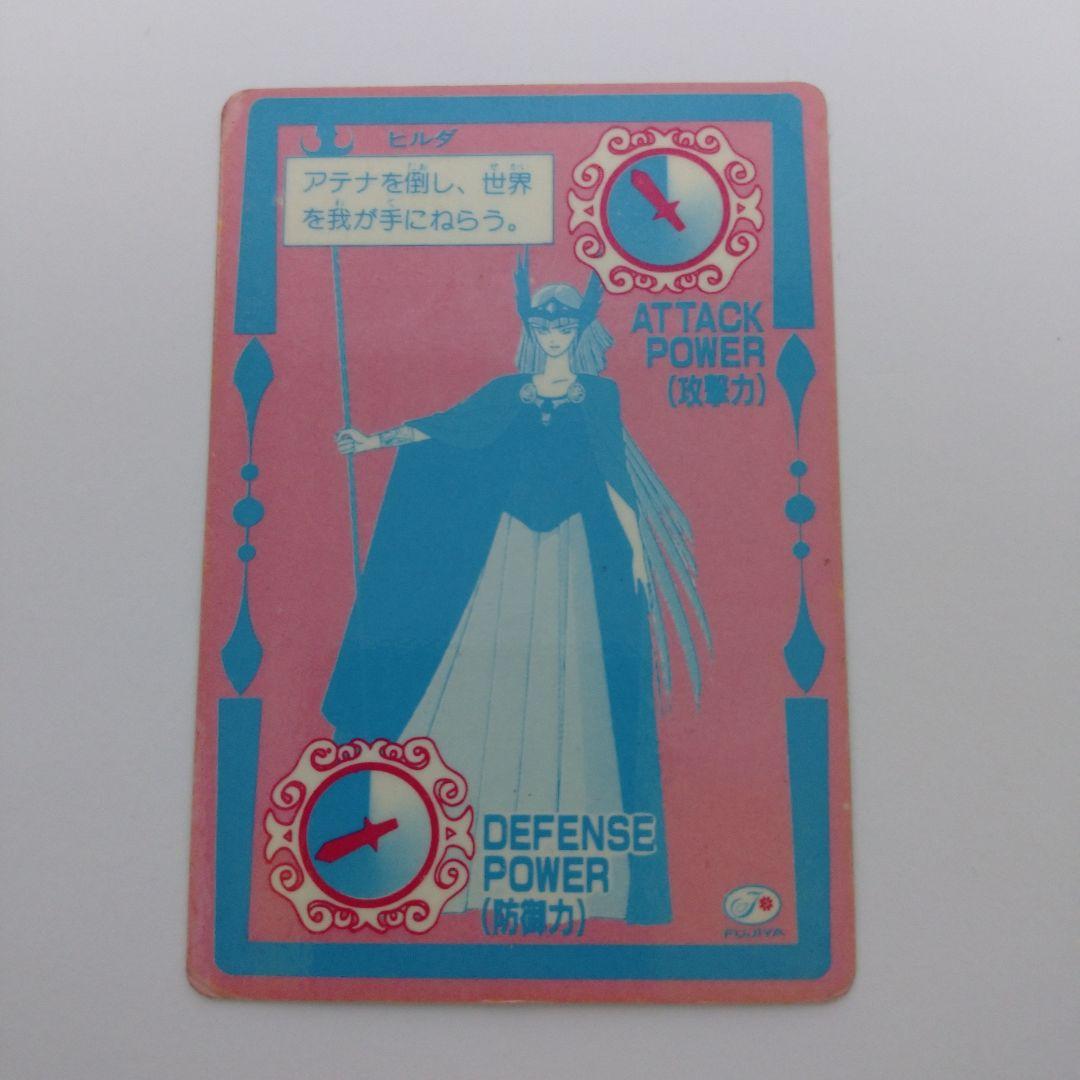 ヒルダ
アテナを倒し、世界
を我が手にねらう。
ATTACK
POWER
(攻撃力)
DEFENSE
POWER
(防御力)
FUJIYA